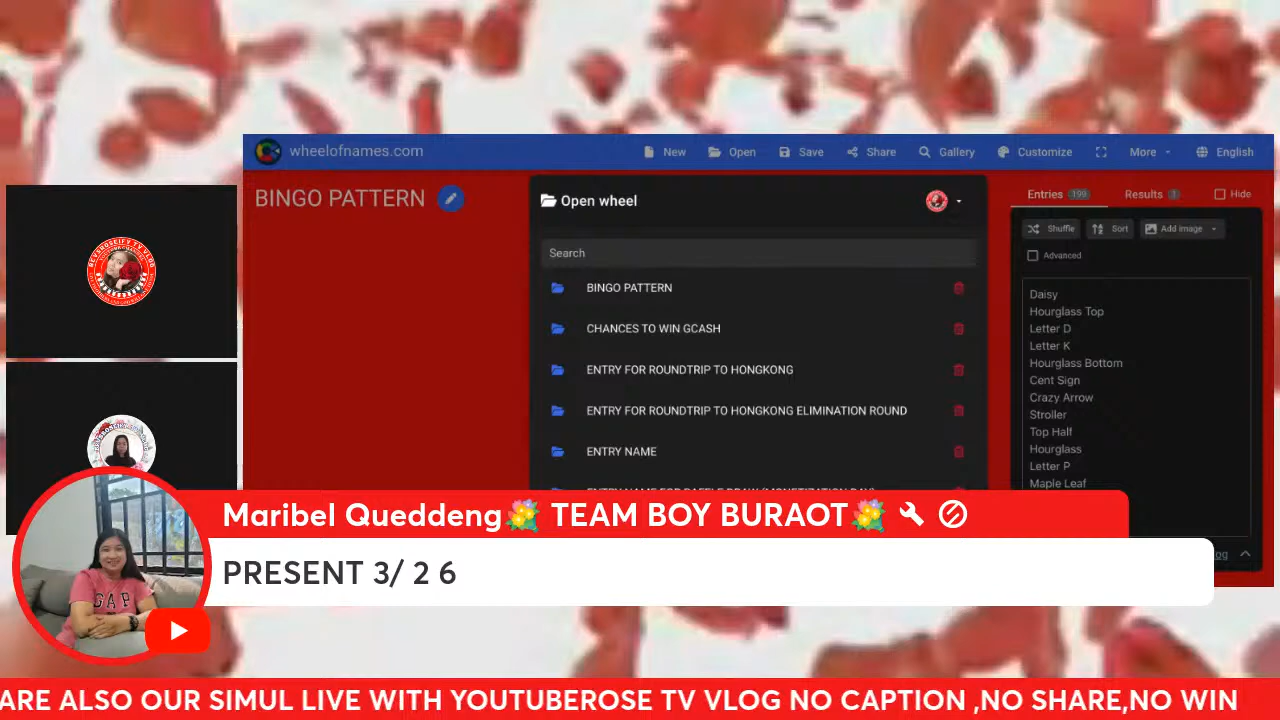 wheelofnames.com
New
Open
Save
Share
Gallery
Customize
More
English
BINGO PATTERN
Open wheel
Search
BINGO PATTERN
CHANCES TO WIN GCASH
ENTRY FOR ROUNDTRIP TO HONGKONG
ENTRY FOR ROUNDTRIP TO HONGKONG ELIMINATION ROUND
ENTRY NAME
Entries 199
Results
Hide
Shuffle
Sort
Add image
Advanced
Daisy
Hourglass Top
Letter D
Letter K
Hourglass Bottom
Cent Sign
Crazy Arrow
Stroller
Top Half
Hourglass
Letter P
Maple Leaf
Maribel Queddeng🌼 TEAM BOY BURAOT🌼
PRESENT 3/ 2 6
GAP
ARE ALSO OUR SIMUL LIVE WITH YOUTUBEROSE TV VLOG NO CAPTION ,NO SHARE,NO WIN